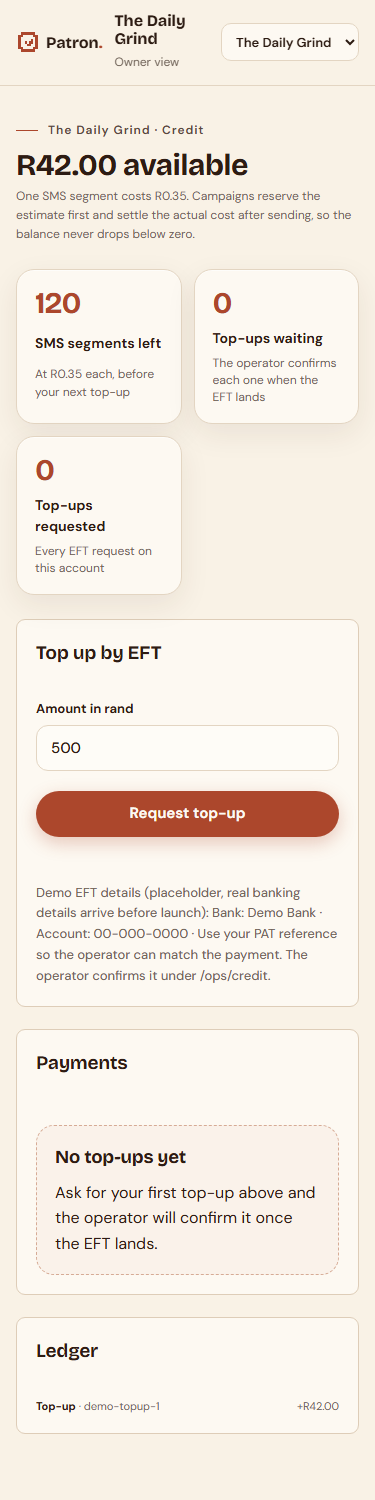 Patron.
The Daily
Grind
Owner view
The Daily Grind
The Daily Grind · Credit
R42.00 available
One SMS segment costs R0.35. Campaigns reserve the
estimate first and settle the actual cost after sending, so the
balance never drops below zero.
120
SMS segments left
At R0.35 each, before
your next top-up
0
Top-ups waiting
The operator confirms
each one when the
EFT lands
0
Top-ups
requested
Every EFT request on
this account
Top up by EFT
Amount in rand
500
Request top-up
Demo EFT details (placeholder, real banking
details arrive before launch): Bank: Demo Bank ·
Account: 00-000-0000 · Use your PAT reference
so the operator can match the payment. The
operator confirms it under /ops/credit.
Payments
No top-ups yet
Ask for your first top-up above and
the operator will confirm it once
the EFT lands.
Ledger
Top-up · demo-topup-1 +R42.00